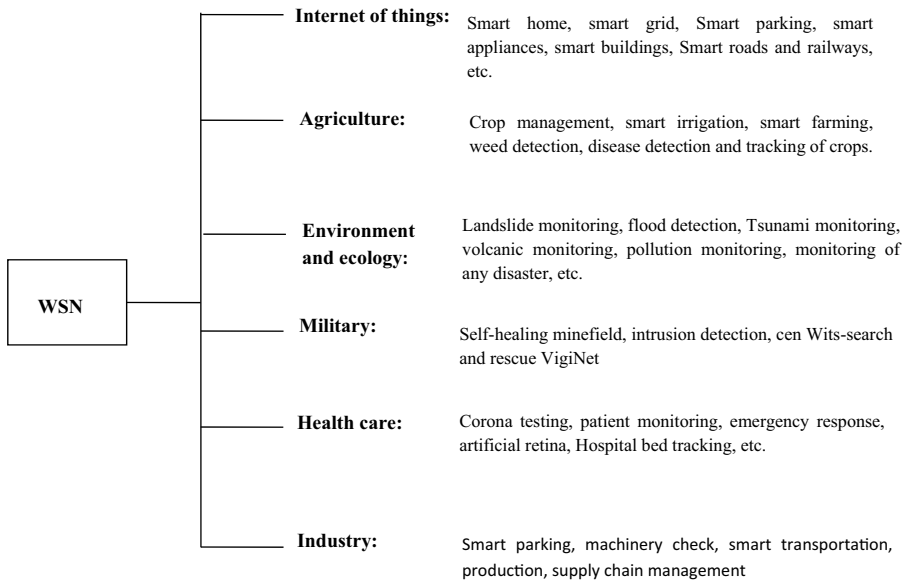 Internet of things:
Smart home, smart grid, Smart parking, smart
appliances, smart buildings, Smart roads and railways,
etc.
Agriculture:
Crop management, smart irrigation, smart farming,
weed detection, disease detection and tracking of crops.
Environment
and ecology:
Landslide monitoring, flood detection, Tsunami monitoring,
volcanic monitoring, pollution monitoring, monitoring of
any disaster, etc.
WSN
Military:
Self-healing minefield, intrusion detection, cen Wits-search
and rescue VigiNet
Health care:
Corona testing, patient monitoring, emergency response,
artificial retina, Hospital bed tracking, etc.
Industry:
Smart parking, machinery check, smart transportation,
production, supply chain management